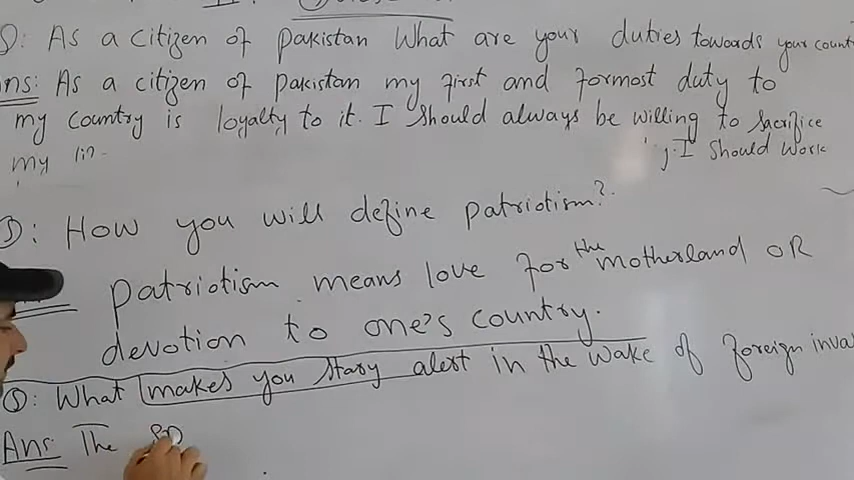 Q: As a citizen of pakistan What are your duties towards your count
Ans: As a citizen of pakistan my first and formost duty to
my country is loyalty to it. I should always be willing to sacrifice
my I should work
Q: How you will define patriotism?
patriotism means love for the motherland OR
devotion to one's country.
Q: What makes you stay alert in the wake of foreign inva
Ans: The